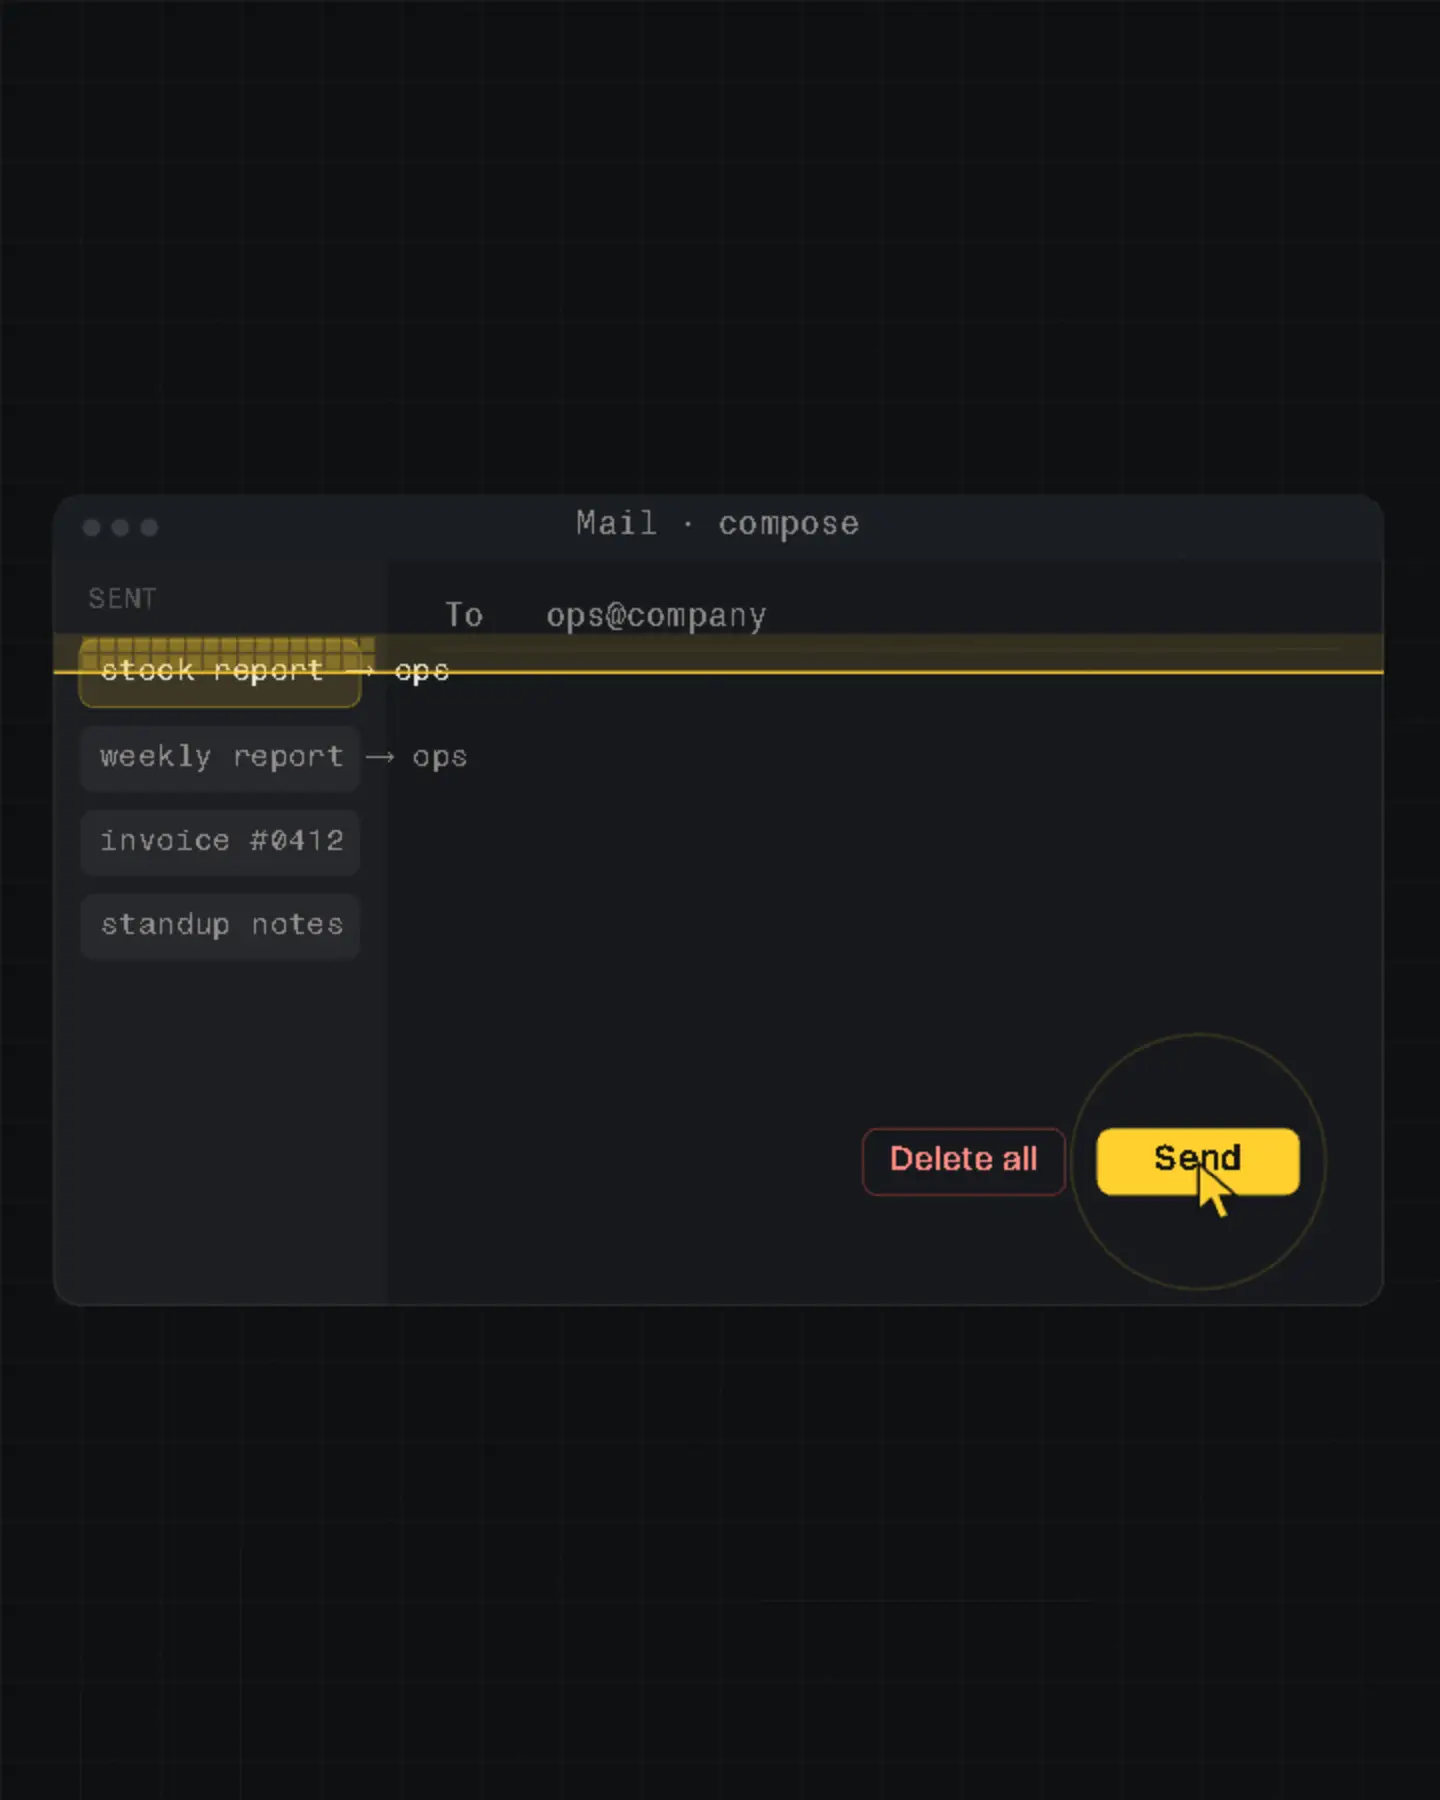 Mail · compose
SENT
To ops@company
stock report → ops
weekly report → ops
invoice #0412
standup notes
Delete all
Send